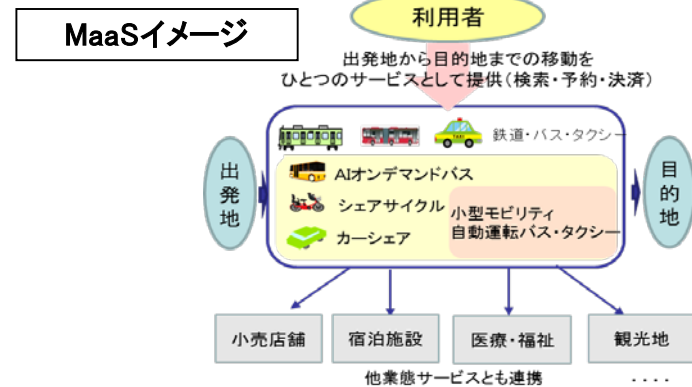 MaaSイメージ
利用者
出発地から目的地までの移動を
ひとつのサービスとして提供(検索・予約・決済)
鉄道・バス・タクシー
TAXI
出発地
AIオンデマンドバス
シェアサイクル
カーシェア
小型モビリティ
自動運転バス・タクシー
目的地
小売店舗
宿泊施設
医療・福祉
観光地
他業態サービスとも連携
‥‥